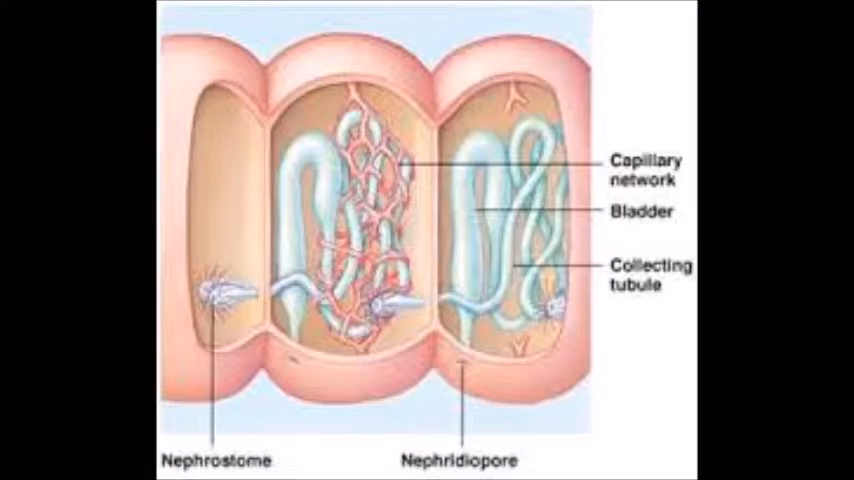 Capillary
network
Bladder
Collecting
tubule
Nephrostome
Nephridiopore